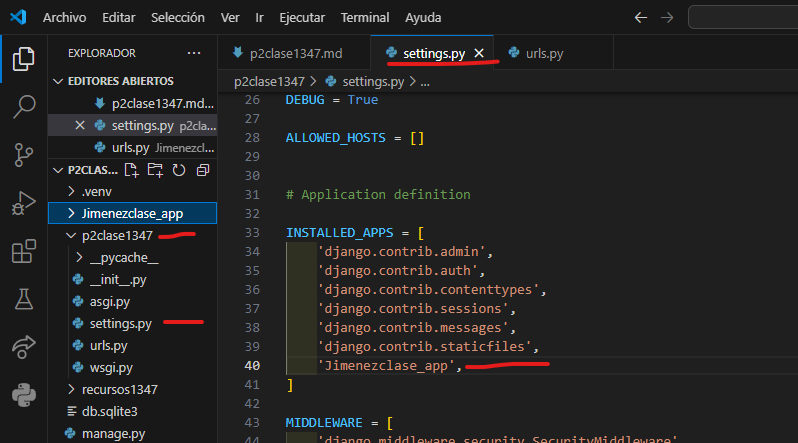 Archivo Editar Selección Ver Ir Ejecutar Terminal Ayuda
EXPLORADOR
EDITORES ABIERTOS
p2clase1347.md...
settings.py p2cla...
urls.py Jimenezcl...
P2CLAS...
.venv
Jimenezclase_app
p2clase1347
__pycache__
__init__.py
asgi.py
settings.py
urls.py
wsgi.py
recursos1347
db.sqlite3
manage.py
p2clase1347.md
settings.py
urls.py
p2clase1347 > settings.py > ...
26 DEBUG = True
27
28 ALLOWED_HOSTS = []
29
30
31 # Application definition
32
33 INSTALLED_APPS = [
34 'django.contrib.admin',
35 'django.contrib.auth',
36 'django.contrib.contenttypes',
37 'django.contrib.sessions',
38 'django.contrib.messages',
39 'django.contrib.staticfiles',
40 'Jimenezclase_app',
41 ]
42
43 MIDDLEWARE = [
44 'django.middleware.security.SecurityMiddleware'